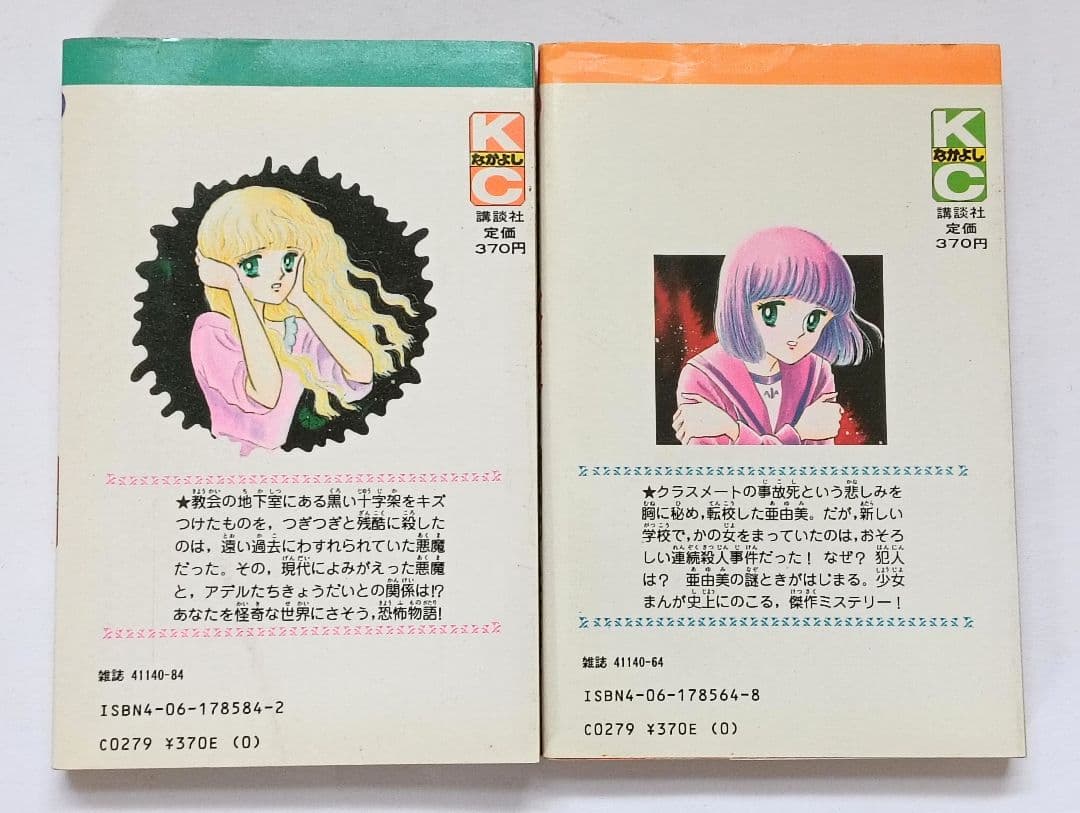 K
なかよし
C
講談社
定価
370円
★教会の地下室にある黒い十字架をキズ
つけたものを，つぎつぎと残酷に殺した
のは，遠い過去にわすれられていた悪魔
だった。その，現代によみがえった悪魔
と，アデルたちきょうだいとの関係は!?
あなたを怪奇な世界にさそう，恐怖物語!
雑誌 41140-84
ISBN4-06-178584-2
C0279 ¥370E (0)
K
なかよし
C
講談社
定価
370円
★クラスメートの事故死という悲しみを
胸に秘め，転校した亜由美。だが，新しい
学校で，かの女をまっていたのは，おそろ
しい連続殺人事件だった！ なぜ？ 犯人
は？ 亜由美の謎ときがはじまる。少女
まんが史上にのこる，傑作ミステリー！
雑誌 41140-64
ISBN4-06-178564-8
C0279 ¥370E (0)